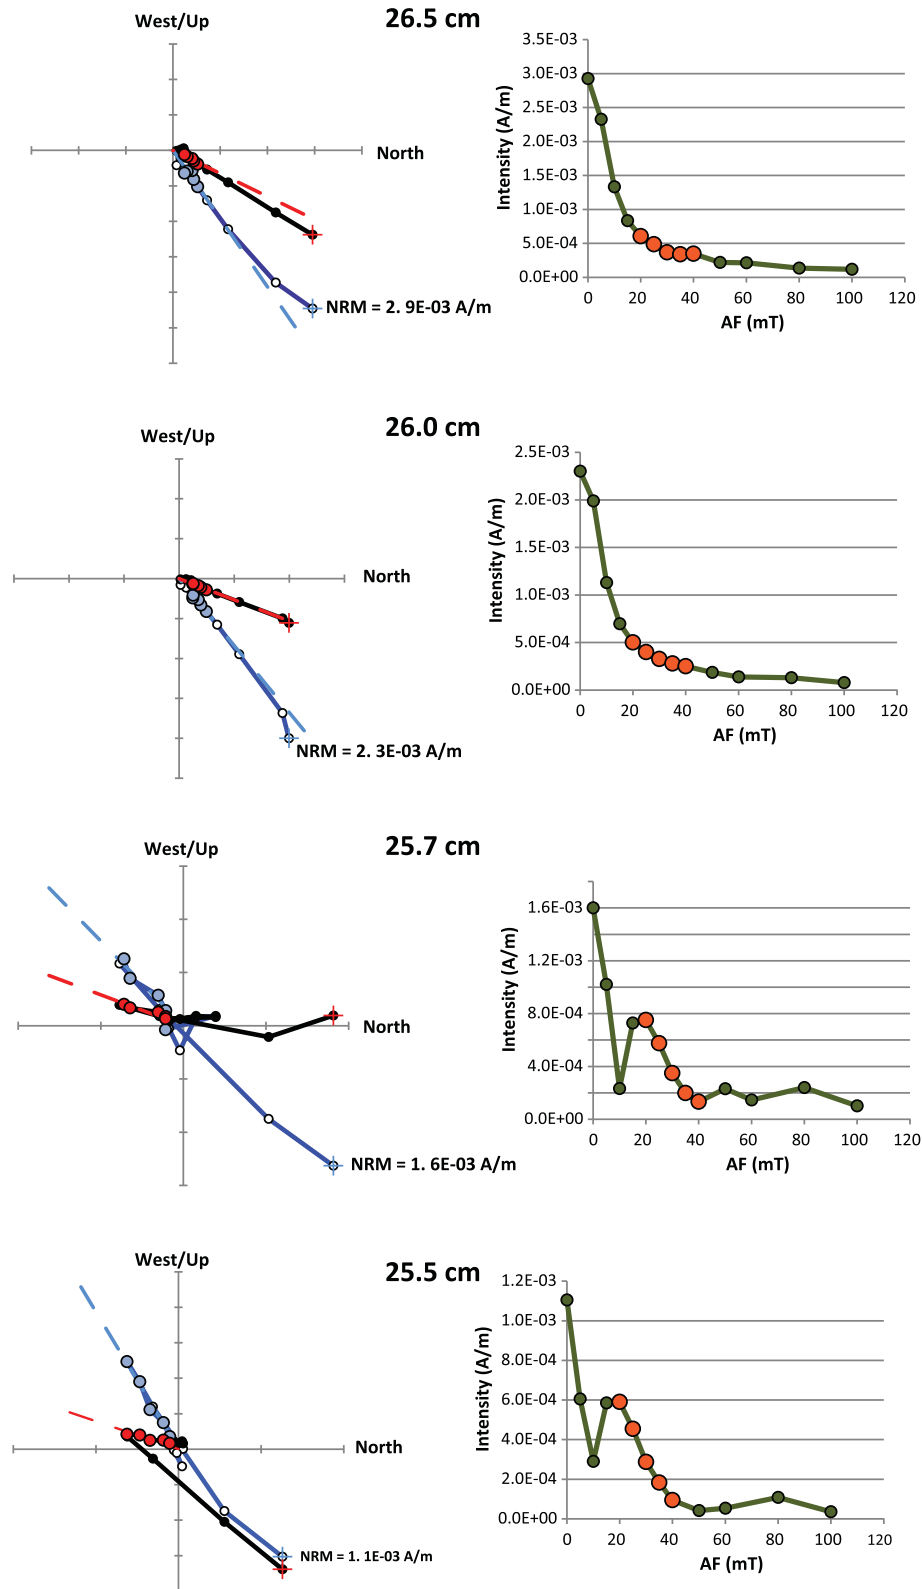 26.5 cm
West/Up
North
NRM = 2. 9E-03 A/m
3.5E-03
3.0E-03
2.5E-03
2.0E-03
1.5E-03
1.0E-03
5.0E-04
0.0E+00
Intensity (A/m)
0 20 40 60 80 100 120
AF (mT)
26.0 cm
West/Up
North
NRM = 2. 3E-03 A/m
2.5E-03
2.0E-03
1.5E-03
1.0E-03
5.0E-04
0.0E+00
Intensity (A/m)
0 20 40 60 80 100 120
AF (mT)
25.7 cm
West/Up
North
NRM = 1. 6E-03 A/m
1.6E-03
1.2E-03
8.0E-04
4.0E-04
0.0E+00
Intensity (A/m)
0 20 40 60 80 100 120
AF (mT)
25.5 cm
West/Up
North
NRM = 1. 1E-03 A/m
1.2E-03
1.0E-03
8.0E-04
6.0E-04
4.0E-04
2.0E-04
0.0E+00
Intensity (A/m)
0 20 40 60 80 100 120
AF (mT)